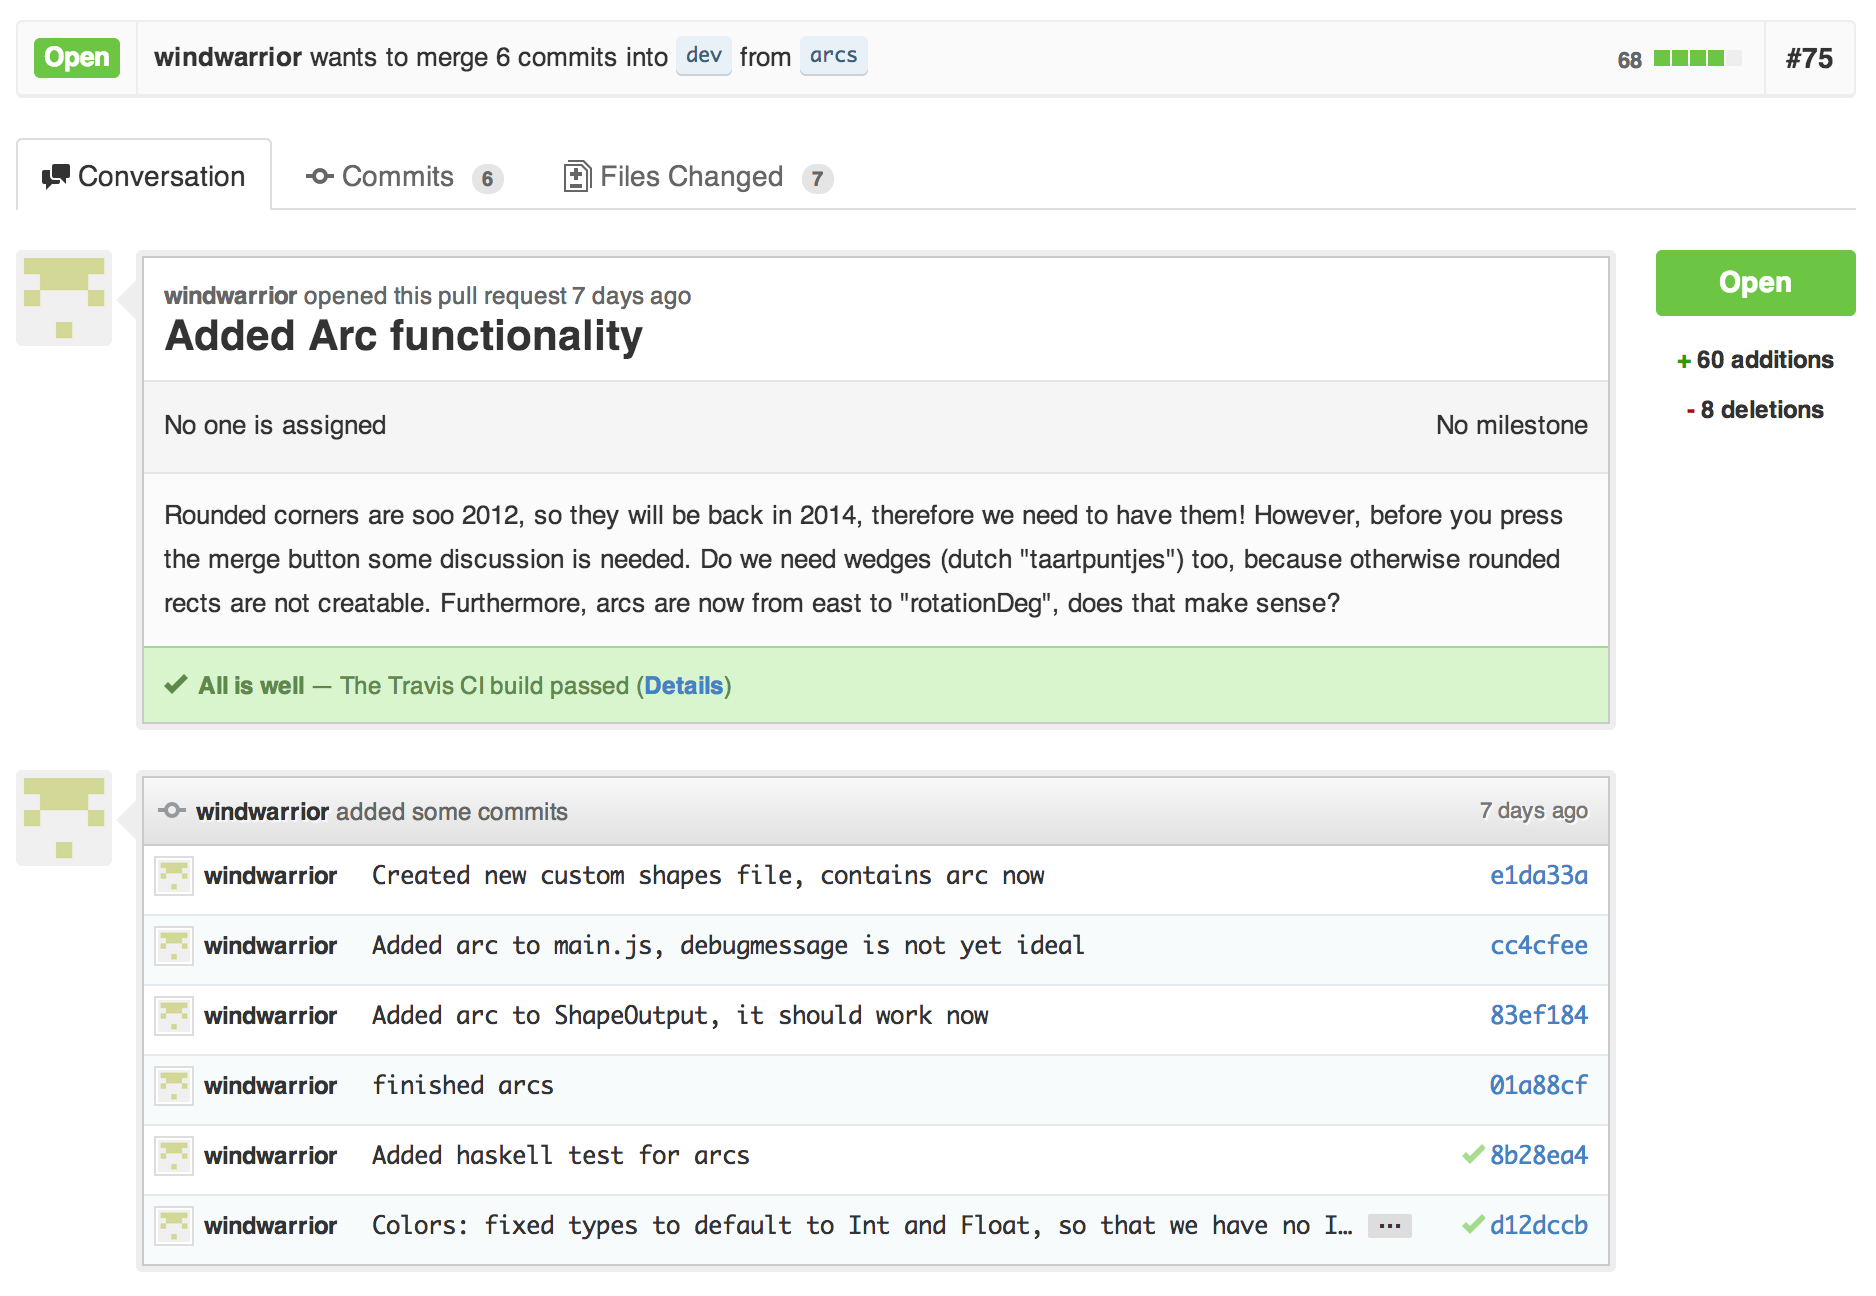 Open windwarrior wants to merge 6 commits into dev from arcs 68 #75
Conversation Commits 6 Files Changed 7
windwarrior opened this pull request 7 days ago
Added Arc functionality
No one is assigned No milestone
Rounded corners are soo 2012, so they will be back in 2014, therefore we need to have them! However, before you press
the merge button some discussion is needed. Do we need wedges (dutch "taartpuntjes") too, because otherwise rounded
rects are not creatable. Furthermore, arcs are now from east to "rotationDeg", does that make sense?
All is well — The Travis CI build passed (Details)
Open
+ 60 additions
- 8 deletions
windwarrior added some commits 7 days ago
windwarrior Created new custom shapes file, contains arc now e1da33a
windwarrior Added arc to main.js, debugmessage is not yet ideal cc4cfee
windwarrior Added arc to ShapeOutput, it should work now 83ef184
windwarrior finished arcs 01a88cf
windwarrior Added haskell test for arcs 8b28ea4
windwarrior Colors: fixed types to default to Int and Float, so that we have no I… ... d12dccb